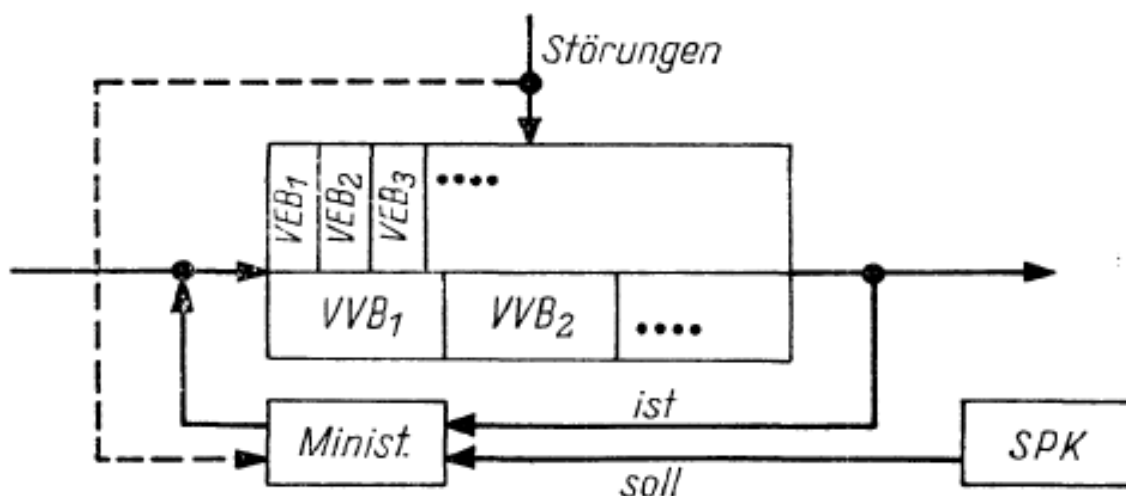 Störungen
VEB1
VEB2
VEB3
••••
VVB1
VVB2
••••
ist
Minist.
SPK
soll